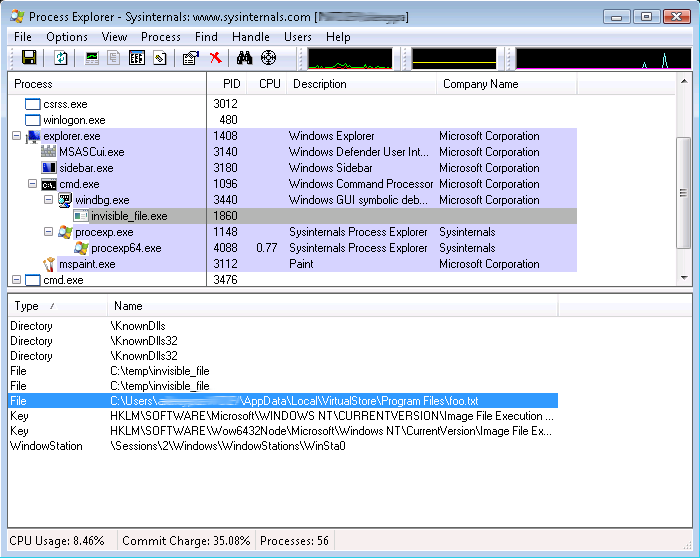 Process Explorer - Sysinternals: www.sysinternals.com [
File Options View Process Find Handle Users Help
Process PID CPU Description Company Name
csrss.exe 3012
winlogon.exe 480
explorer.exe 1408 Windows Explorer Microsoft Corporation
MSASCui.exe 3140 Windows Defender User Int... Microsoft Corporation
sidebar.exe 3180 Windows Sidebar Microsoft Corporation
cmd.exe 1096 Windows Command Processor Microsoft Corporation
windbg.exe 3440 Windows GUI symbolic deb... Microsoft Corporation
invisible_file.exe 1860
procexp.exe 1148 Sysinternals Process Explorer Sysinternals
procexp64.exe 4088 0.77 Sysinternals Process Explorer Sysinternals
mspaint.exe 3112 Paint Microsoft Corporation
cmd.exe 3476
Type Name
Directory \KnownDlls
Directory \KnownDlls32
Directory \KnownDlls32
File C:\temp\invisible_file
File C:\temp\invisible_file
File C:\Users\ \AppData\Local\VirtualStore\Program Files\foo.txt
Key HKLM\SOFTWARE\Microsoft\WINDOWS NT\CURRENTVERSION\Image File Execution ...
Key HKLM\SOFTWARE\Wow6432Node\Microsoft\Windows NT\CurrentVersion\Image File Ex...
WindowStation \Sessions\2\Windows\WindowStations\WinSta0
CPU Usage: 8.46% Commit Charge: 35.08% Processes: 56